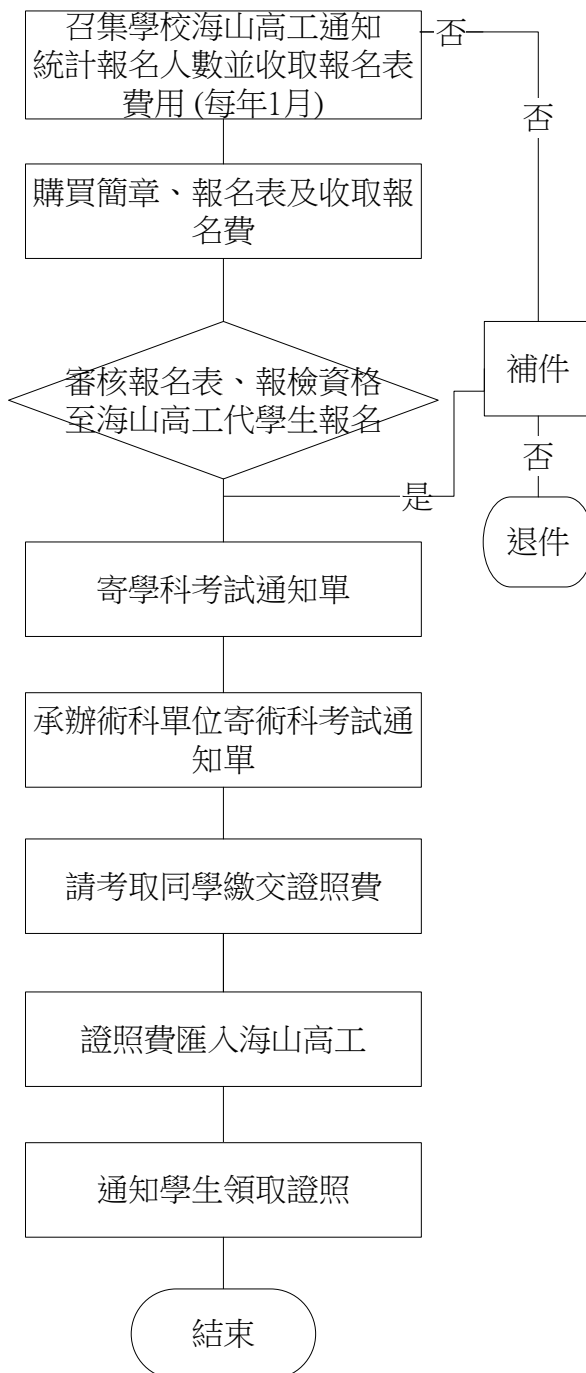 召集學校海山高工通知
統計報名人數並收取報名表
費用 (每年1月)
否
否
購買簡章、報名表及收取報
名費
審核報名表、報檢資格
至海山高工代學生報名
補件
否
是
退件
寄學科考試通知單
承辦術科單位寄術科考試通
知單
請考取同學繳交證照費
證照費匯入海山高工
通知學生領取證照
結束